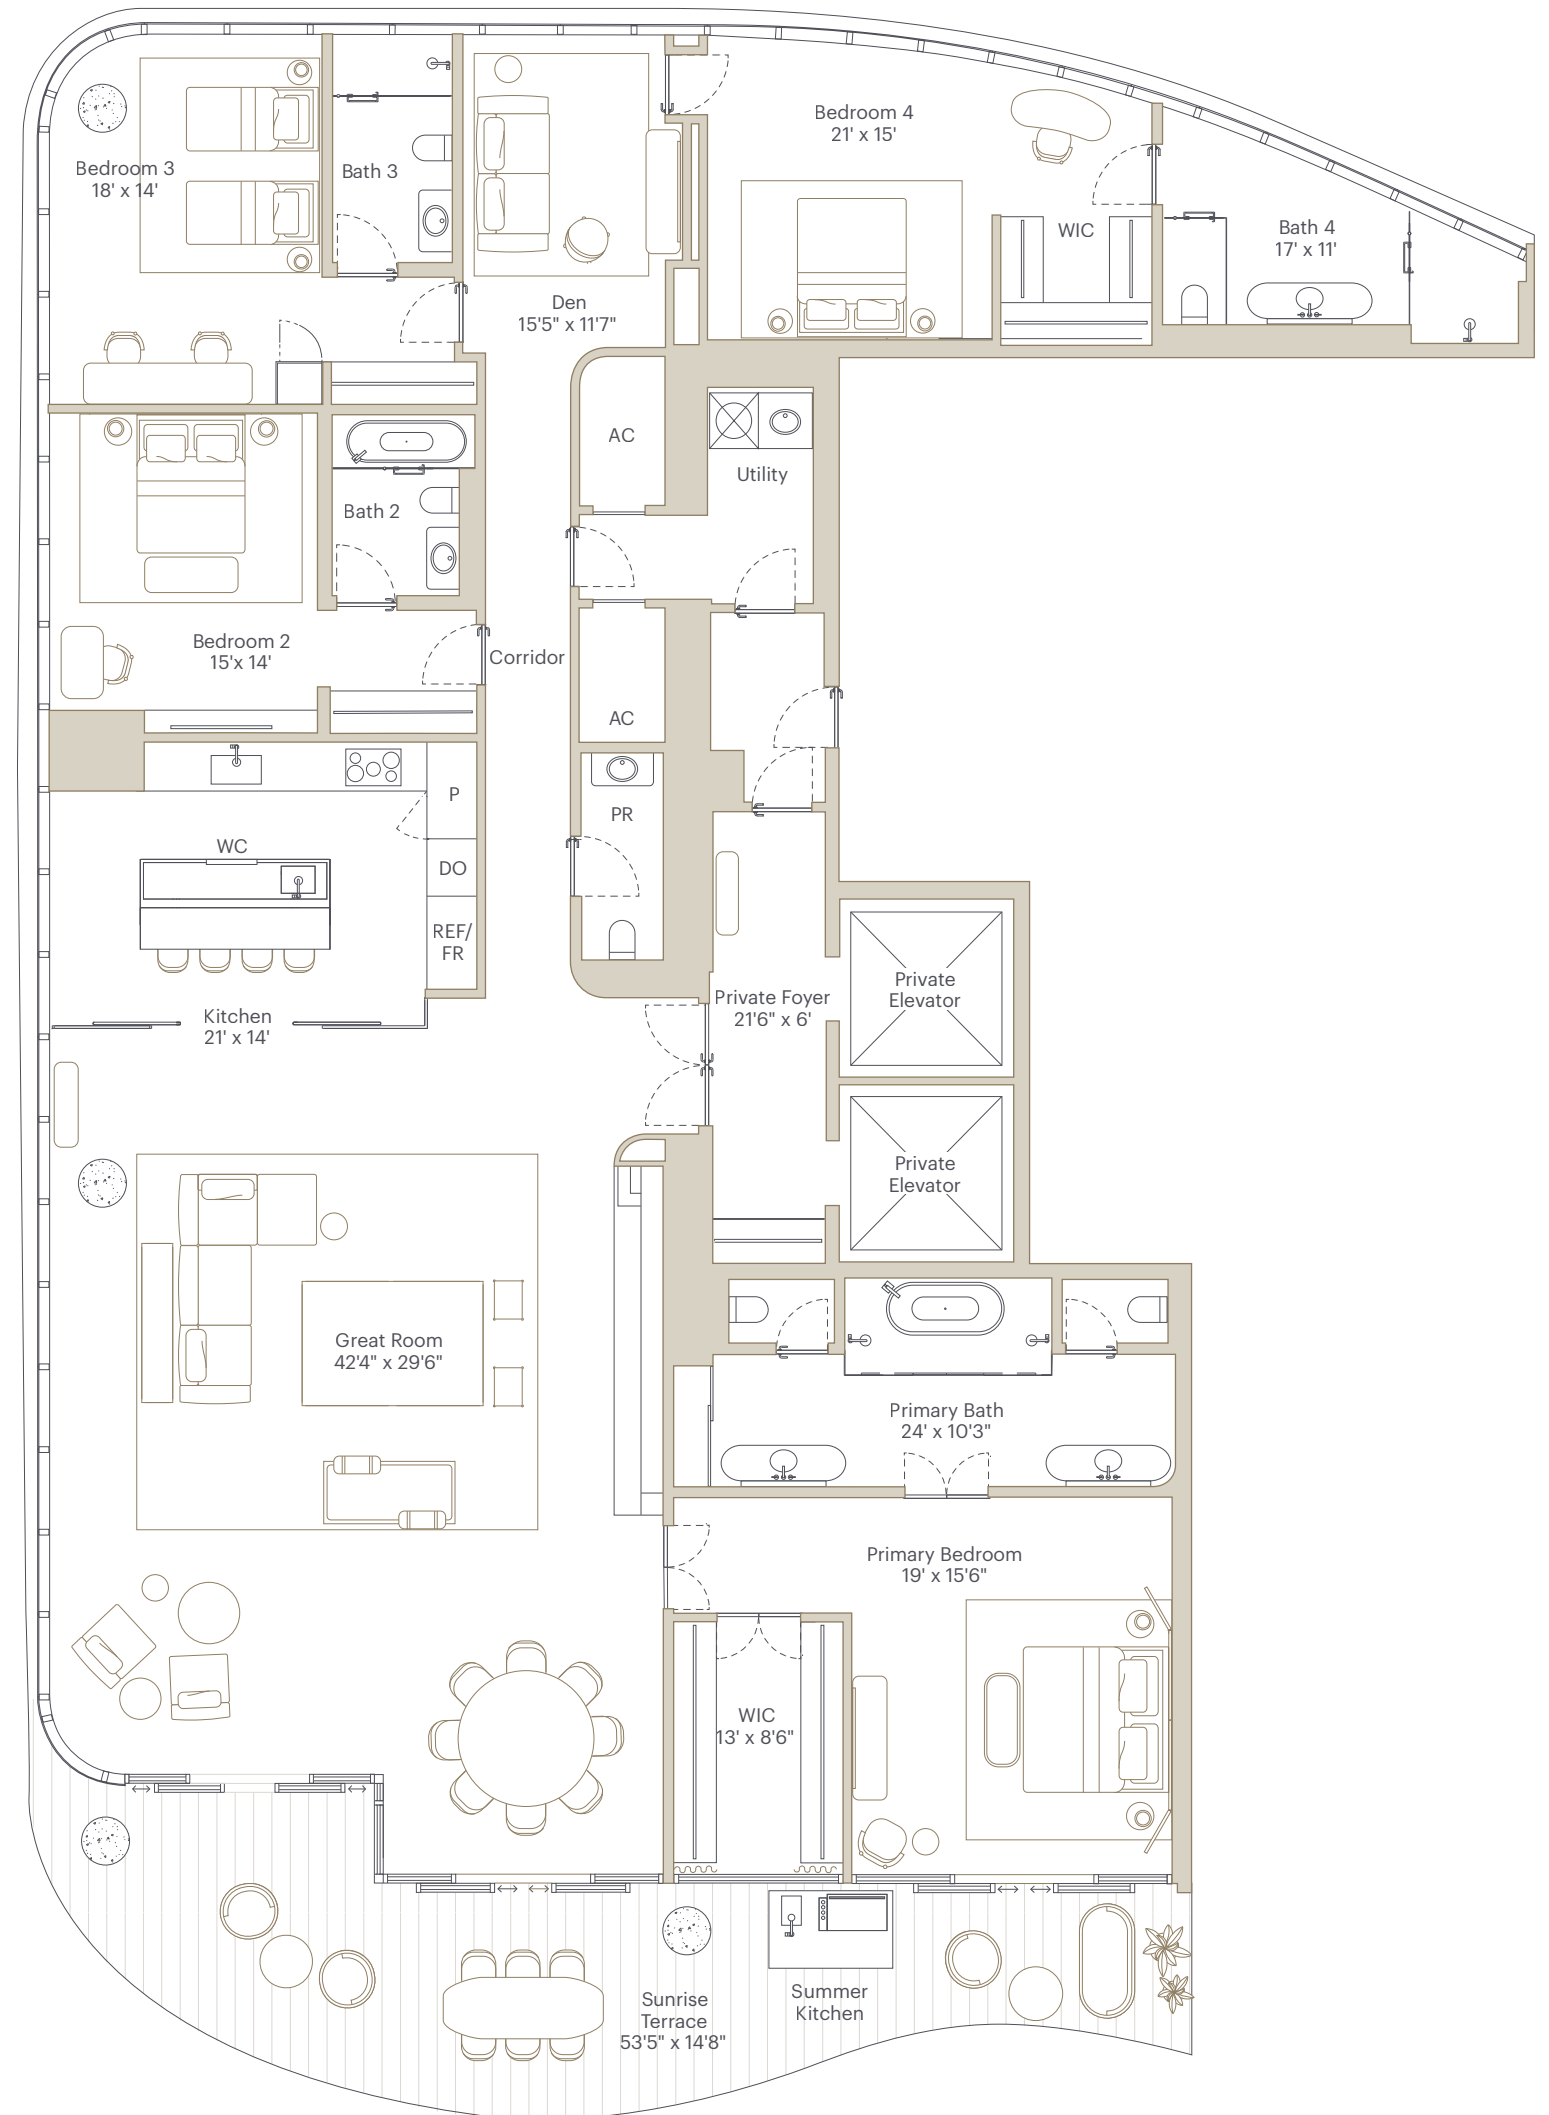 Bedroom 4
21' x 15'
Bedroom 3
18' x 14'
Bath 3
WIC
Bath 4
17' x 11'
Den
15'5" x 11'7"
AC
Utility
Bath 2
Bedroom 2
15'x 14'
Corridor
AC
P
PR
WC
DO
REF/
FR
Private
Elevator
Private Foyer
21'6" x 6'
Kitchen
21' x 14'
Private
Elevator
Great Room
42'4" x 29'6"
Primary Bath
24' x 10'3"
Primary Bedroom
19' x 15'6"
WIC
13' x 8'6"
Summer
Kitchen
Sunrise
Terrace
53'5" x 14'8"